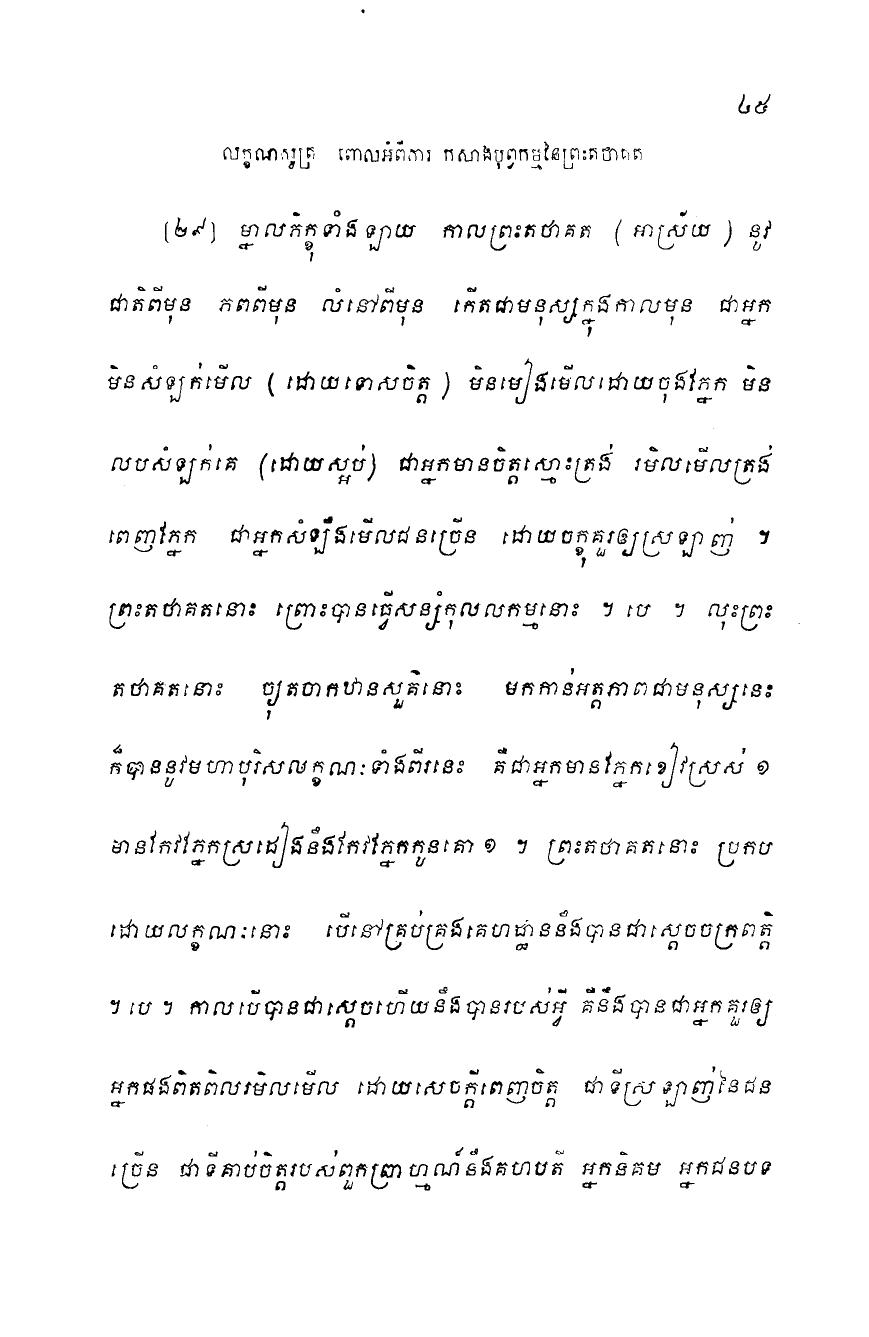 ៤៥
លក្ខណសូត្រ ពោលអំពីការ កសាងបុព្វកម្មនៃព្រះតថាគត
[២៩] ម្នាលភិក្ខុទាំងឡាយ កាលព្រះតថាគត ( អាស្រ័យ ) នូវ
ជាតិពីមុន ភពពីមុន លំនៅពីមុន កើតជាមនុស្សក្នុងកាលមុន ជាអ្នក
មិនសំឡក់មើល ( ដោយទោសចិត្ត ) មិនមៀងមើលដោយចុងភ្នែក មិន
លបសំឡក់គេ (ដោយស្អប់) ជាអ្នកមានចិត្តស្មោះត្រង់ រមិលមើលត្រង់
ពេញភ្នែក ជាអ្នកសំឡឹងមើលជនច្រើន ដោយចក្ខុគួរឲ្យស្រឡាញ់ ។
ព្រះតថាគតនោះ ព្រោះបានធ្វើសន្សំកុលលកម្មនោះ ។ បេ ។ លុះព្រះ
តថាគតនោះ ច្យុតចាកឋានសួគ៌នោះ មកកាន់អត្តភាពជាមនុស្សនេះ
ក៏បាននូវមហាបុរិសលក្ខណៈទាំងពីរនេះ គឺជាអ្នកមានភ្នែកខៀវស្រស់ ១
មានកែវភ្នែកស្រដៀងនឹងកែវភ្នែកកូនគោ ១ ។ ព្រះតថាគតនោះ ប្រកប
ដោយលក្ខណៈនោះ បើនៅគ្រប់គ្រងគេហដ្ឋាននឹងបានជាស្តេចចក្រពត្តិ
។ បេ ។ កាលបើបានជាស្តេចហើយនឹងបានរបស់អ្វី គឺនឹងបានជាអ្នកគួរឲ្យ
អ្នកផងពិតពិលរមិលមើល ដោយសេចក្តីពេញចិត្ត ជាទីស្រឡាញ់នៃជន
ច្រើន ជាទីគាប់ចិត្តរបស់ពួកព្រាហ្មណ៍នឹងគហបតី អ្នកនិគម អ្នកជនបទ